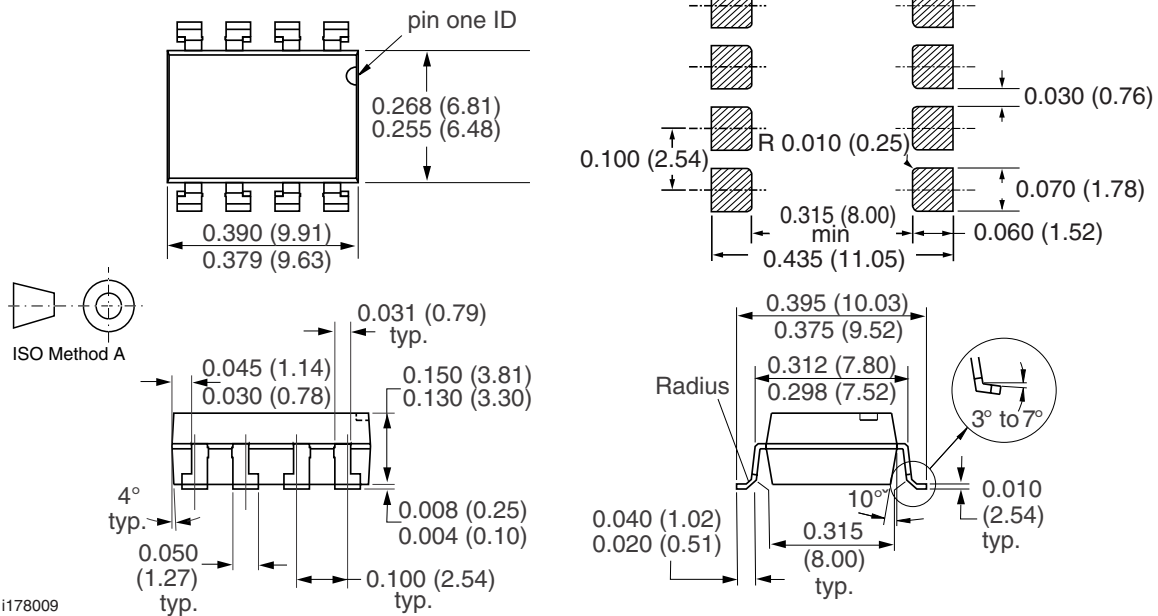 pin one ID
0.268 (6.81)
0.255 (6.48)
0.390 (9.91)
0.379 (9.63)
0.030 (0.76)
R 0.010 (0.25)
0.100 (2.54)
0.070 (1.78)
0.315 (8.00)
min
0.060 (1.52)
0.435 (11.05)
ISO Method A
0.031 (0.79)
typ.
0.045 (1.14)
0.030 (0.78)
0.150 (3.81)
0.130 (3.30)
4°
typ.
0.008 (0.25)
0.004 (0.10)
0.050
(1.27)
typ.
0.100 (2.54)
typ.
0.395 (10.03)
0.375 (9.52)
0.312 (7.80)
0.298 (7.52)
Radius
3° to 7°
10°
0.010
(2.54)
typ.
0.040 (1.02)
0.020 (0.51)
0.315
(8.00)
typ.
i178009